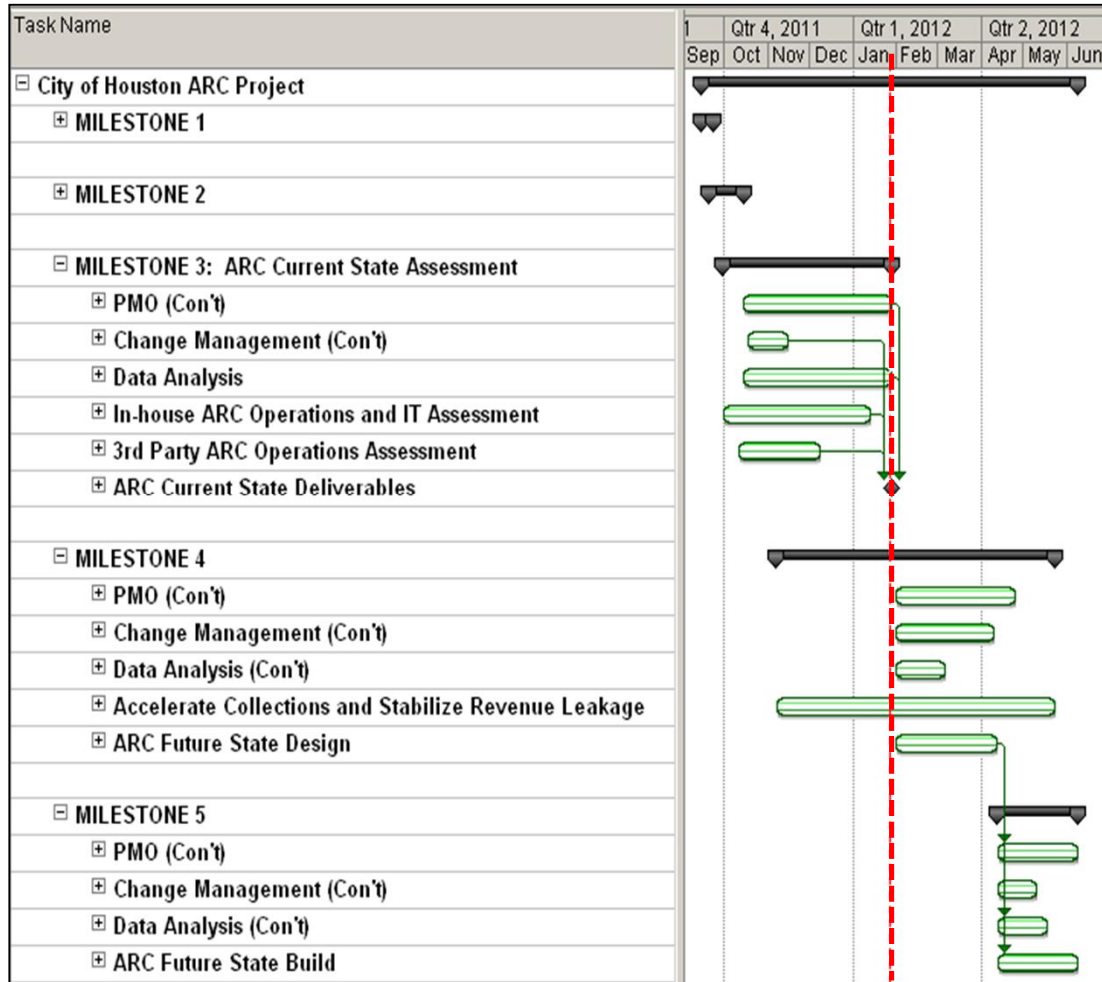 Task Name
1 Qtr 4, 2011 Qtr 1, 2012 Qtr 2, 2012
Sep Oct Nov Dec Jan Feb Mar Apr May Jun
City of Houston ARC Project
MILESTONE 1
MILESTONE 2
MILESTONE 3: ARC Current State Assessment
PMO (Con't)
Change Management (Con't)
Data Analysis
In-house ARC Operations and IT Assessment
3rd Party ARC Operations Assessment
ARC Current State Deliverables
MILESTONE 4
PMO (Con't)
Change Management (Con't)
Data Analysis (Con't)
Accelerate Collections and Stabilize Revenue Leakage
ARC Future State Design
MILESTONE 5
PMO (Con't)
Change Management (Con't)
Data Analysis (Con't)
ARC Future State Build